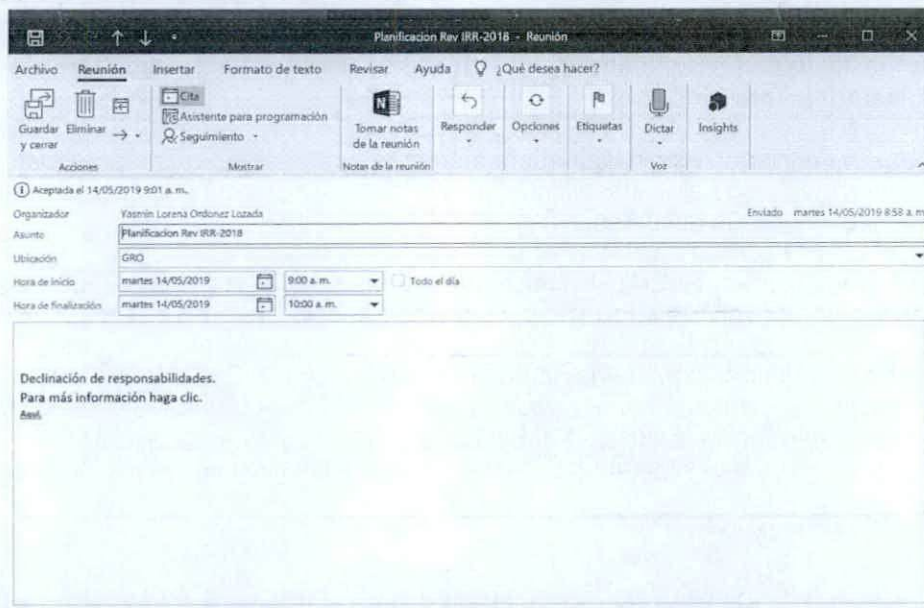 Planificacion Rev IRR-2018 - Reunión
Archivo Reunión Insertar Formato de texto Revisar Ayuda ¿Qué desea hacer?
Guardar y cerrar
Eliminar
Acciones
Cita
Asistente para programación
Seguimiento
Mostrar
Tomar notas de la reunión
Notas de la reunión
Responder
Opciones
Etiquetas
Dictar
Voz
Insights
Aceptada el 14/05/2019 9:01 a. m.
Organizador Yasmin Lorena Ordonez Lozada Enviado martes 14/05/2019 8:58 a. m
Asunto Planificacion Rev IRR-2018
Ubicación GRO
Hora de inicio martes 14/05/2019 9:00 a. m. Todo el día
Hora de finalización martes 14/05/2019 10:00 a. m.
Declinación de responsabilidades.
Para más información haga clic.
Aquí.